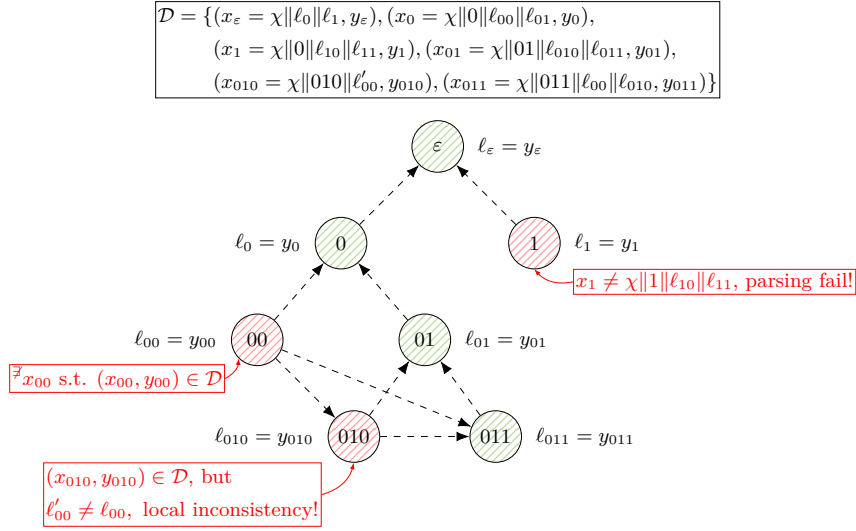 𝒟 = {(x_ε = χ‖ℓ_0‖ℓ_1, y_ε), (x_0 = χ‖0‖ℓ_00‖ℓ_01, y_0),
(x_1 = χ‖0‖ℓ_10‖ℓ_11, y_1), (x_01 = χ‖01‖ℓ_010‖ℓ_011, y_01),
(x_010 = χ‖010‖ℓ′_00, y_010), (x_011 = χ‖011‖ℓ_00‖ℓ_010, y_011)}
ε ℓ_ε = y_ε
ℓ_0 = y_0 0 1 ℓ_1 = y_1
x_1 ≠ χ‖1‖ℓ_10‖ℓ_11, parsing fail!
ℓ_00 = y_00 00 01 ℓ_01 = y_01
∄x_00 s.t. (x_00, y_00) ∈ 𝒟
ℓ_010 = y_010 010 011 ℓ_011 = y_011
(x_010, y_010) ∈ 𝒟, but
ℓ′_00 ≠ ℓ_00, local inconsistency!